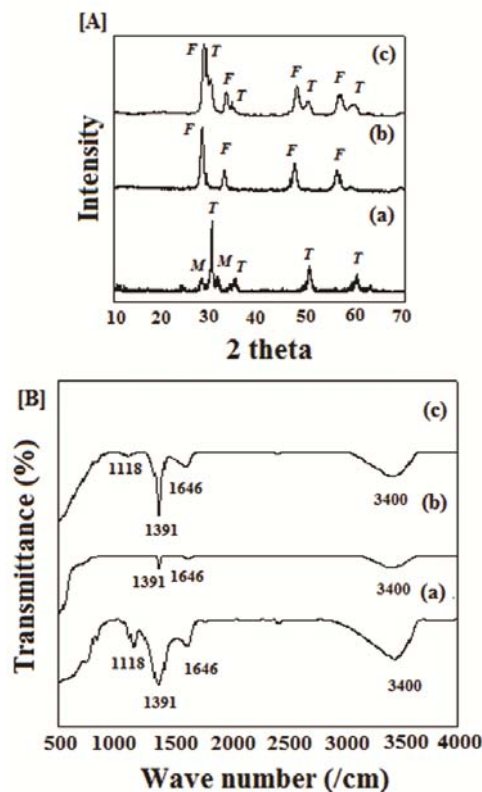 [A]
(c)
F T F T F T F T
(b)
F F F F
(a)
M T M T T T
Intensity
10 20 30 40 50 60 70
2 theta
[B]
(c)
1118 1391 1646 3400
(b)
1391 1646 3400
(a)
1118 1391 1646 3400
Transmittance (%)
500 1000 1500 2000 2500 3000 3500 4000
Wave number (/cm)